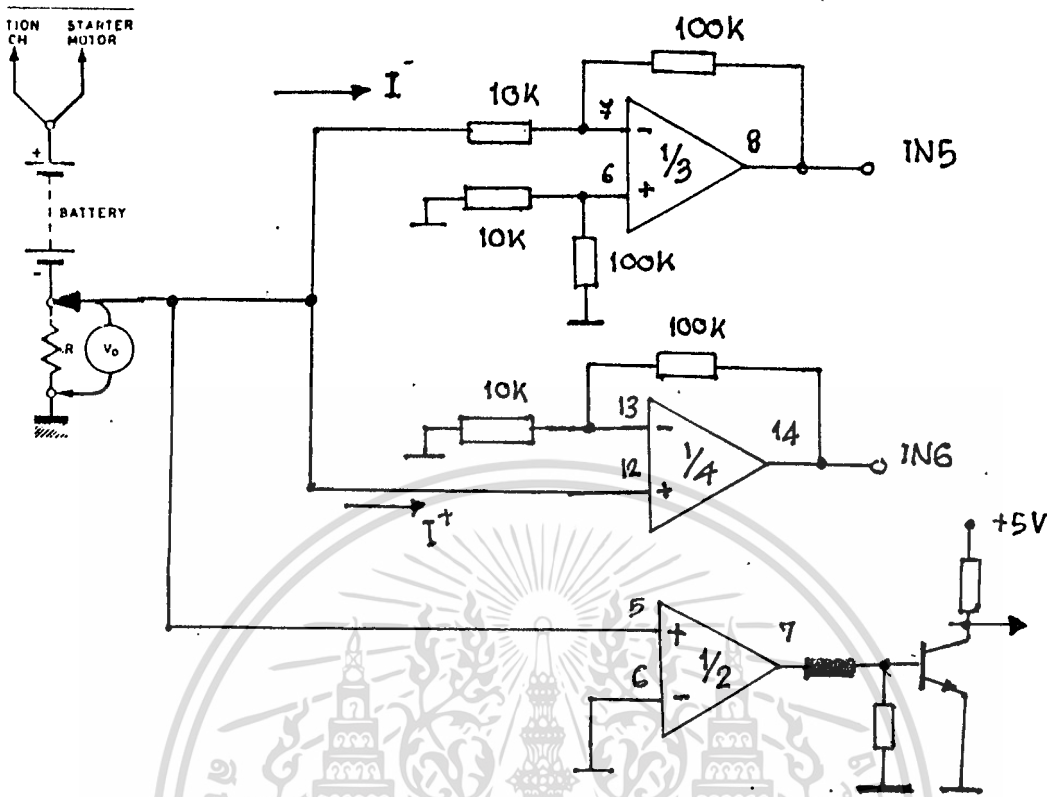 TION STARTER
CH MOTOR
+
BATTERY
-
R
V₀
I⁻
10K
100K
7
-
6
+
1/3
8
IN5
10K
100K
100K
10K
13
-
12
+
1/4
14
IN6
I⁺
+5V
5
+
6
-
1/2
7